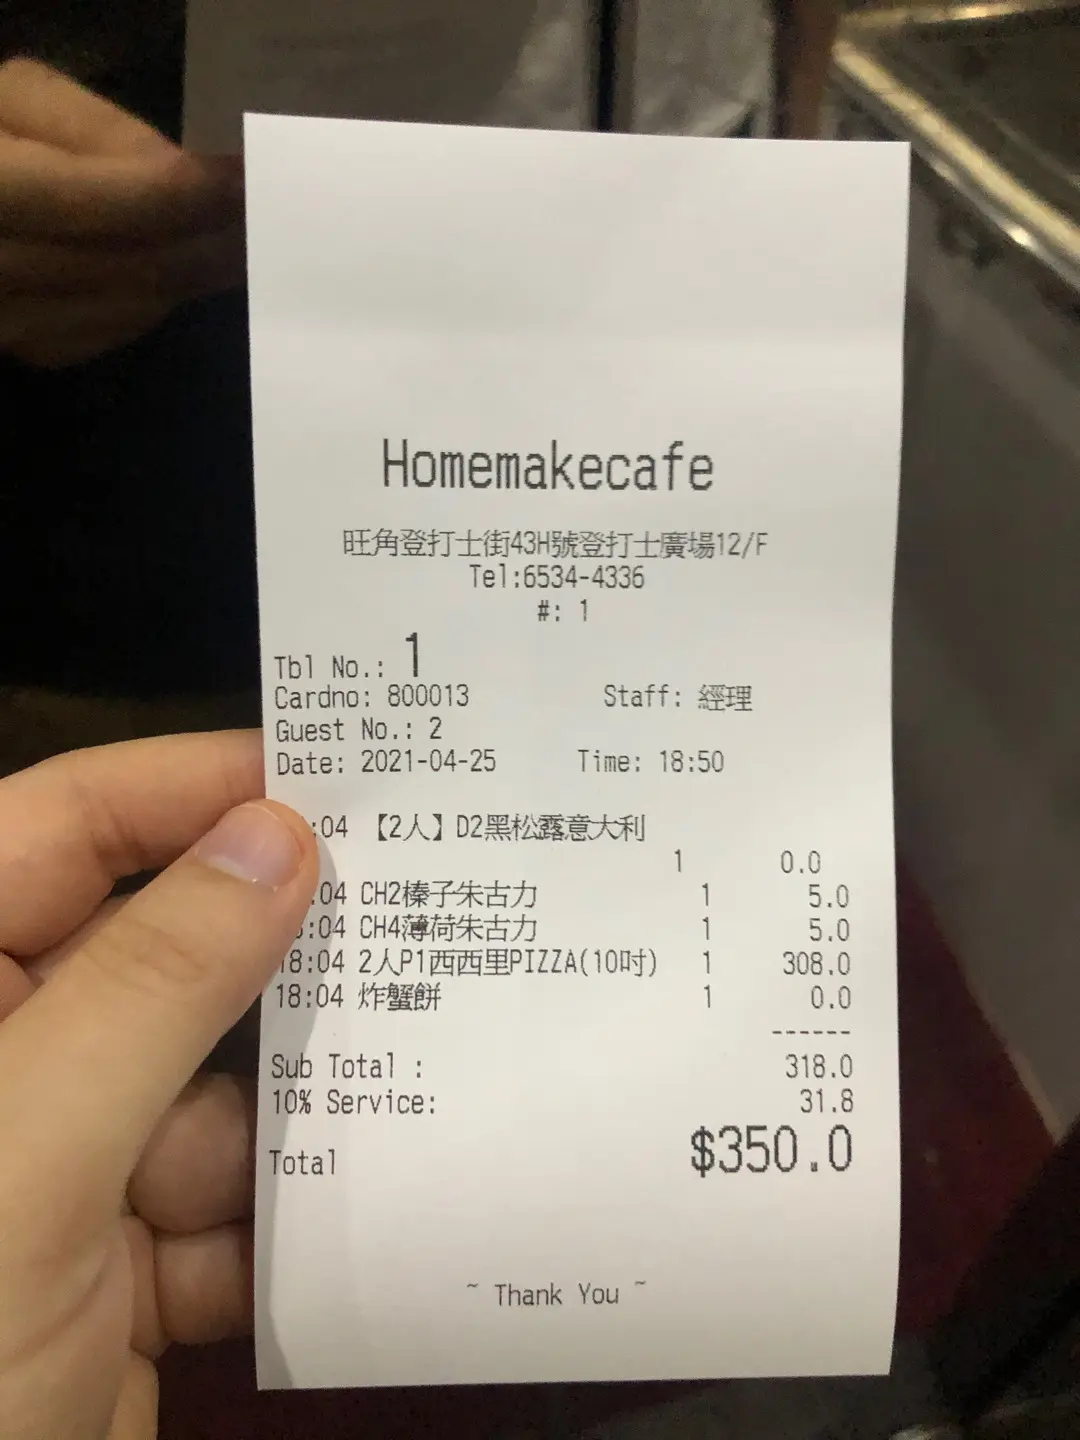 Homemakecafe
旺角登打士街43H號登打士廣場12/F
Tel:6534-4336
#: 1
Tbl No.: 1
Cardno: 800013 Staff: 經理
Guest No.: 2
Date: 2021-04-25 Time: 18:50
:04 【2人】D2黑松露意大利
1 0.0
:04 CH2榛子朱古力 1 5.0
:04 CH4薄荷朱古力 1 5.0
18:04 2人P1西西里PIZZA(10吋) 1 308.0
18:04 炸蟹餅 1 0.0
------
Sub Total : 318.0
10% Service: 31.8
Total $350.0
~ Thank You ~